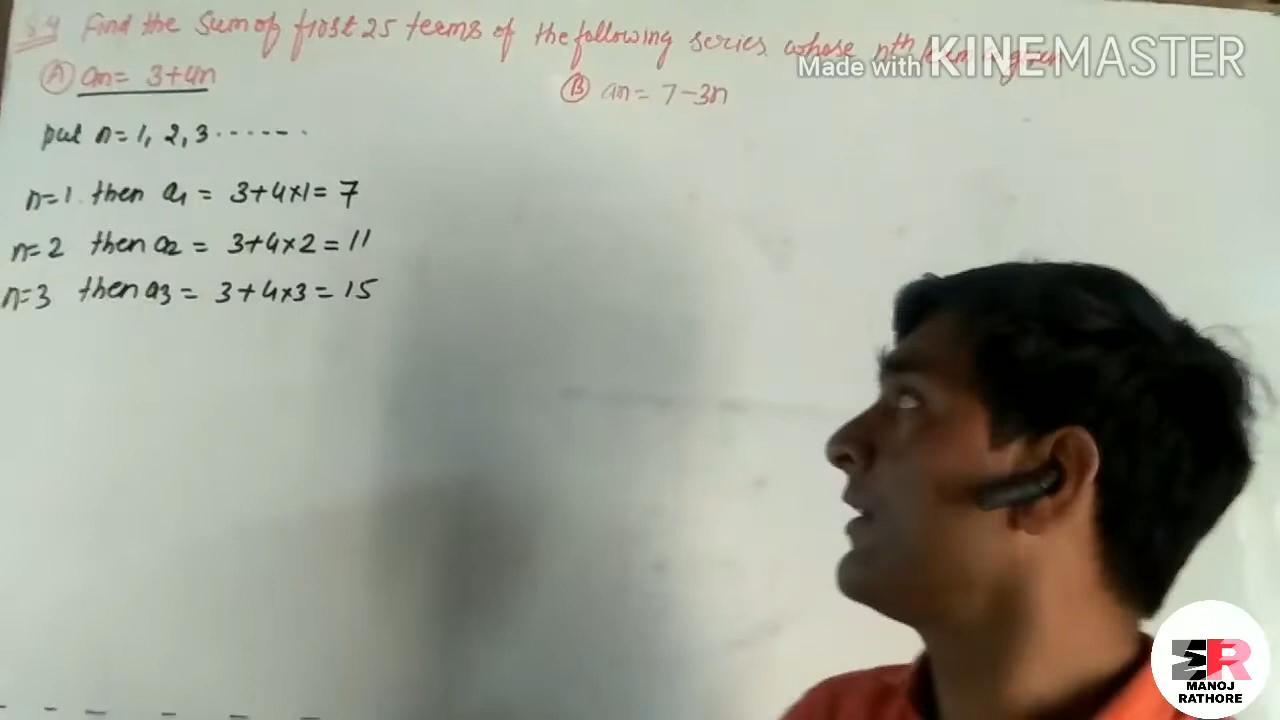 Find the Sum of first 25 terms of the following series whose nth
Made with KINEMASTER
(A) an = 3+4n
(B) an = 7-3n
put n=1, 2, 3 .......
n=1 then a1 = 3+4×1= 7
n=2 then a2 = 3+4×2 = 11
n=3 then a3 = 3+4×3 = 15
MANOJ
RATHORE